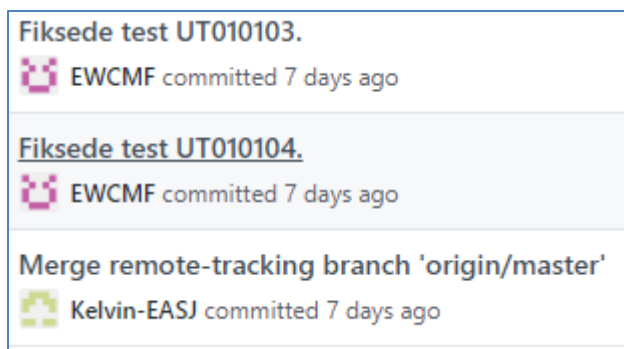 Fiksede test UT010103.
EWCMF committed 7 days ago
Fiksede test UT010104.
EWCMF committed 7 days ago
Merge remote-tracking branch 'origin/master'
Kelvin-EASJ committed 7 days ago